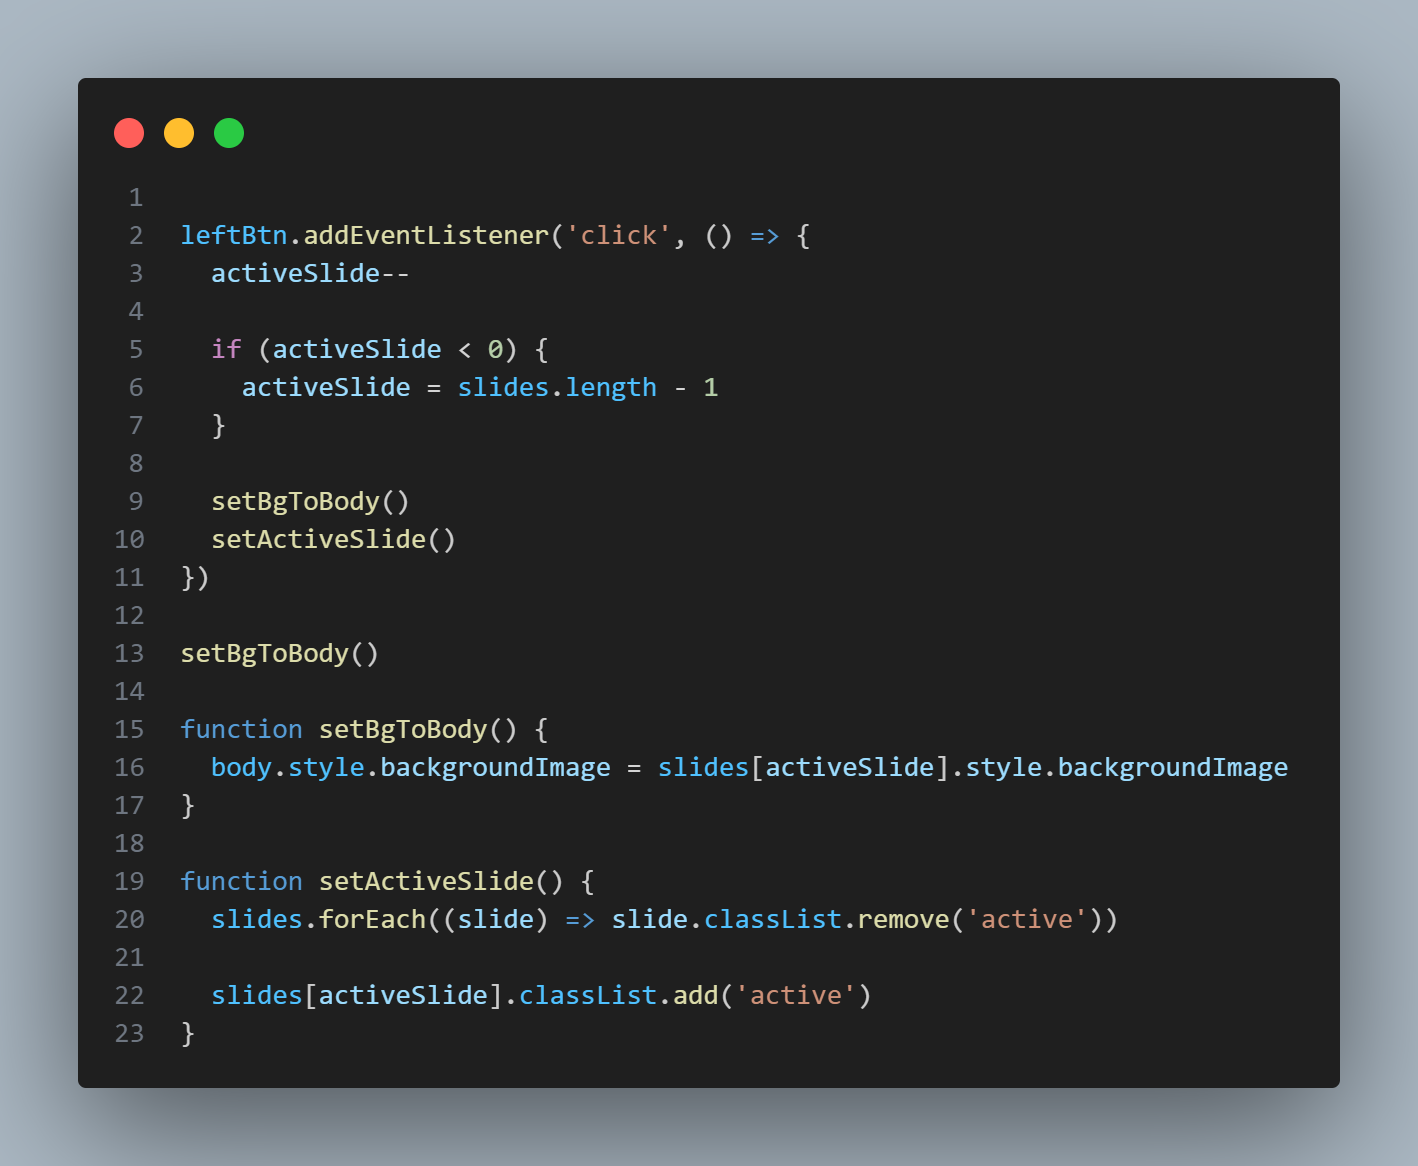 1
2 leftBtn.addEventListener('click', () => {
3   activeSlide--
4
5   if (activeSlide < 0) {
6     activeSlide = slides.length - 1
7   }
8
9   setBgToBody()
10   setActiveSlide()
11 })
12
13 setBgToBody()
14
15 function setBgToBody() {
16   body.style.backgroundImage = slides[activeSlide].style.backgroundImage
17 }
18
19 function setActiveSlide() {
20   slides.forEach((slide) => slide.classList.remove('active'))
21
22   slides[activeSlide].classList.add('active')
23 }